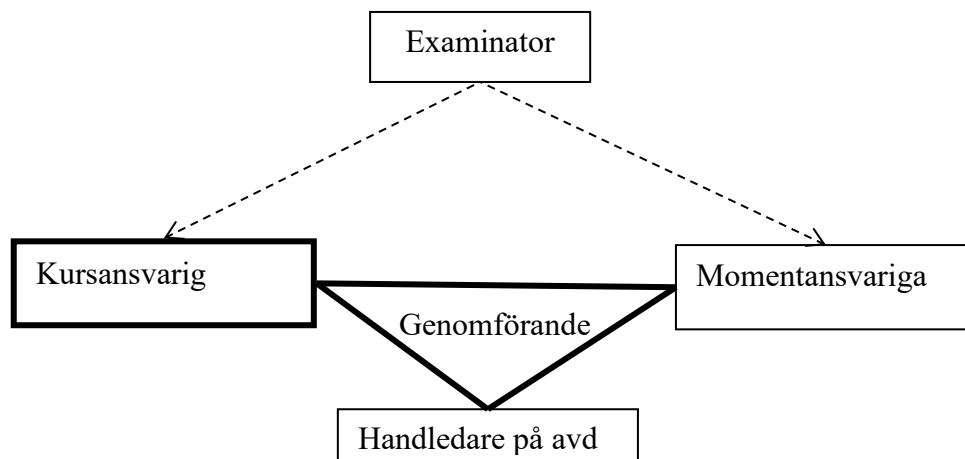 Examinator
Kursansvarig
Momentansvariga
Genomförande
Handledare på avd